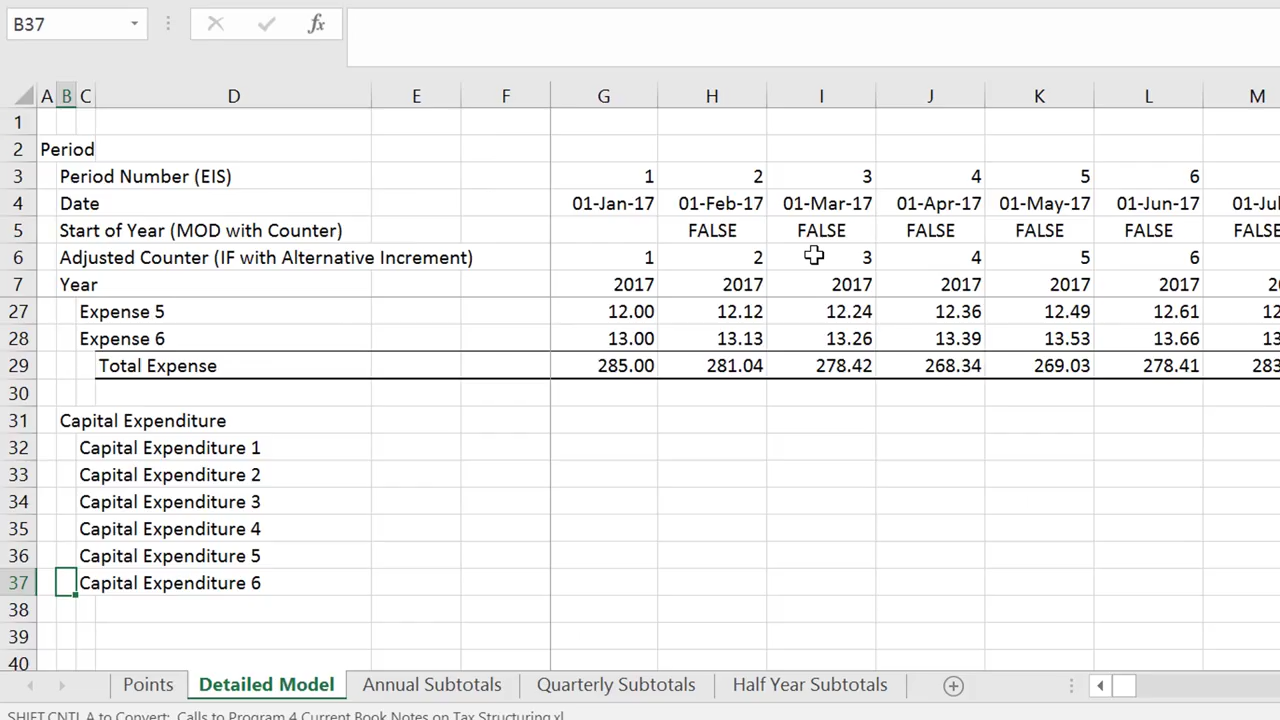 B37 fx
A B C D E F G H I J K L M
1
2 Period
3 Period Number (EIS) 1 2 3 4 5 6
4 Date 01-Jan-17 01-Feb-17 01-Mar-17 01-Apr-17 01-May-17 01-Jun-17 01-Jul
5 Start of Year (MOD with Counter) FALSE FALSE FALSE FALSE FALSE FALSE
6 Adjusted Counter (IF with Alternative Increment) 1 2 3 4 5 6
7 Year 2017 2017 2017 2017 2017 2017 20
27 Expense 5 12.00 12.12 12.24 12.36 12.49 12.61 12
28 Expense 6 13.00 13.13 13.26 13.39 13.53 13.66 13
29 Total Expense 285.00 281.04 278.42 268.34 269.03 278.41 283
30
31 Capital Expenditure
32 Capital Expenditure 1
33 Capital Expenditure 2
34 Capital Expenditure 3
35 Capital Expenditure 4
36 Capital Expenditure 5
37 Capital Expenditure 6
38
39
40
Points Detailed Model Annual Subtotals Quarterly Subtotals Half Year Subtotals
SHIFT CNTL A to Convert: Calls to Program 4 Current Book Notes on Tax Structuring.xl